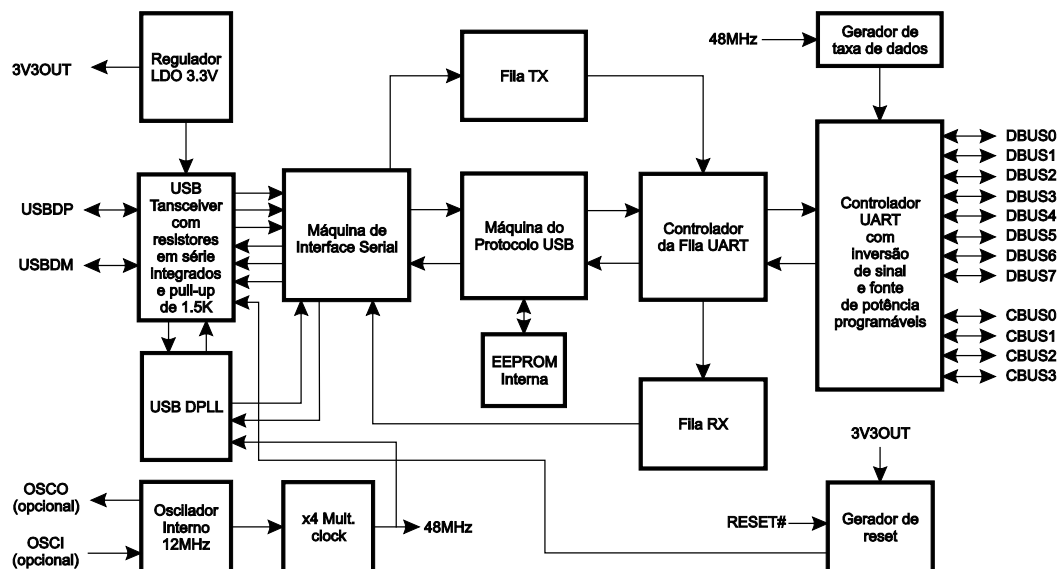 Regulador
LDO 3.3V
3V3OUT
Fila TX
48MHz
Gerador de
taxa de dados
USBDP
USBDM
USB
Tansceiver
com
resistores
em série
integrados
e pull-up
de 1.5K
Máquina de
Interface Serial
Máquina do
Protocolo USB
Controlador
da Fila UART
Controlador
UART
com
inversão
de sinal
e fonte
de potência
programáveis
DBUS0
DBUS1
DBUS2
DBUS3
DBUS4
DBUS5
DBUS6
DBUS7
CBUS0
CBUS1
CBUS2
CBUS3
USB DPLL
EEPROM
Interna
Fila RX
3V3OUT
OSCO
(opcional)
OSCI
(opcional)
Oscilador
Interno
12MHz
x4 Mult.
clock
48MHz
RESET#
Gerador de
reset